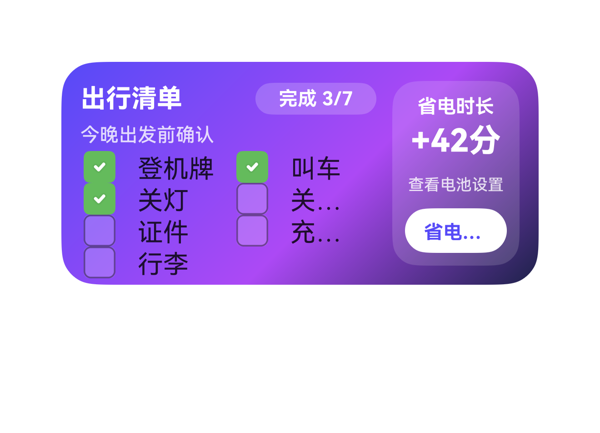 出行清单
完成 3/7
今晚出发前确认
登机牌
叫车
关灯
关…
证件
充…
行李
省电时长
+42分
查看电池设置
省电…